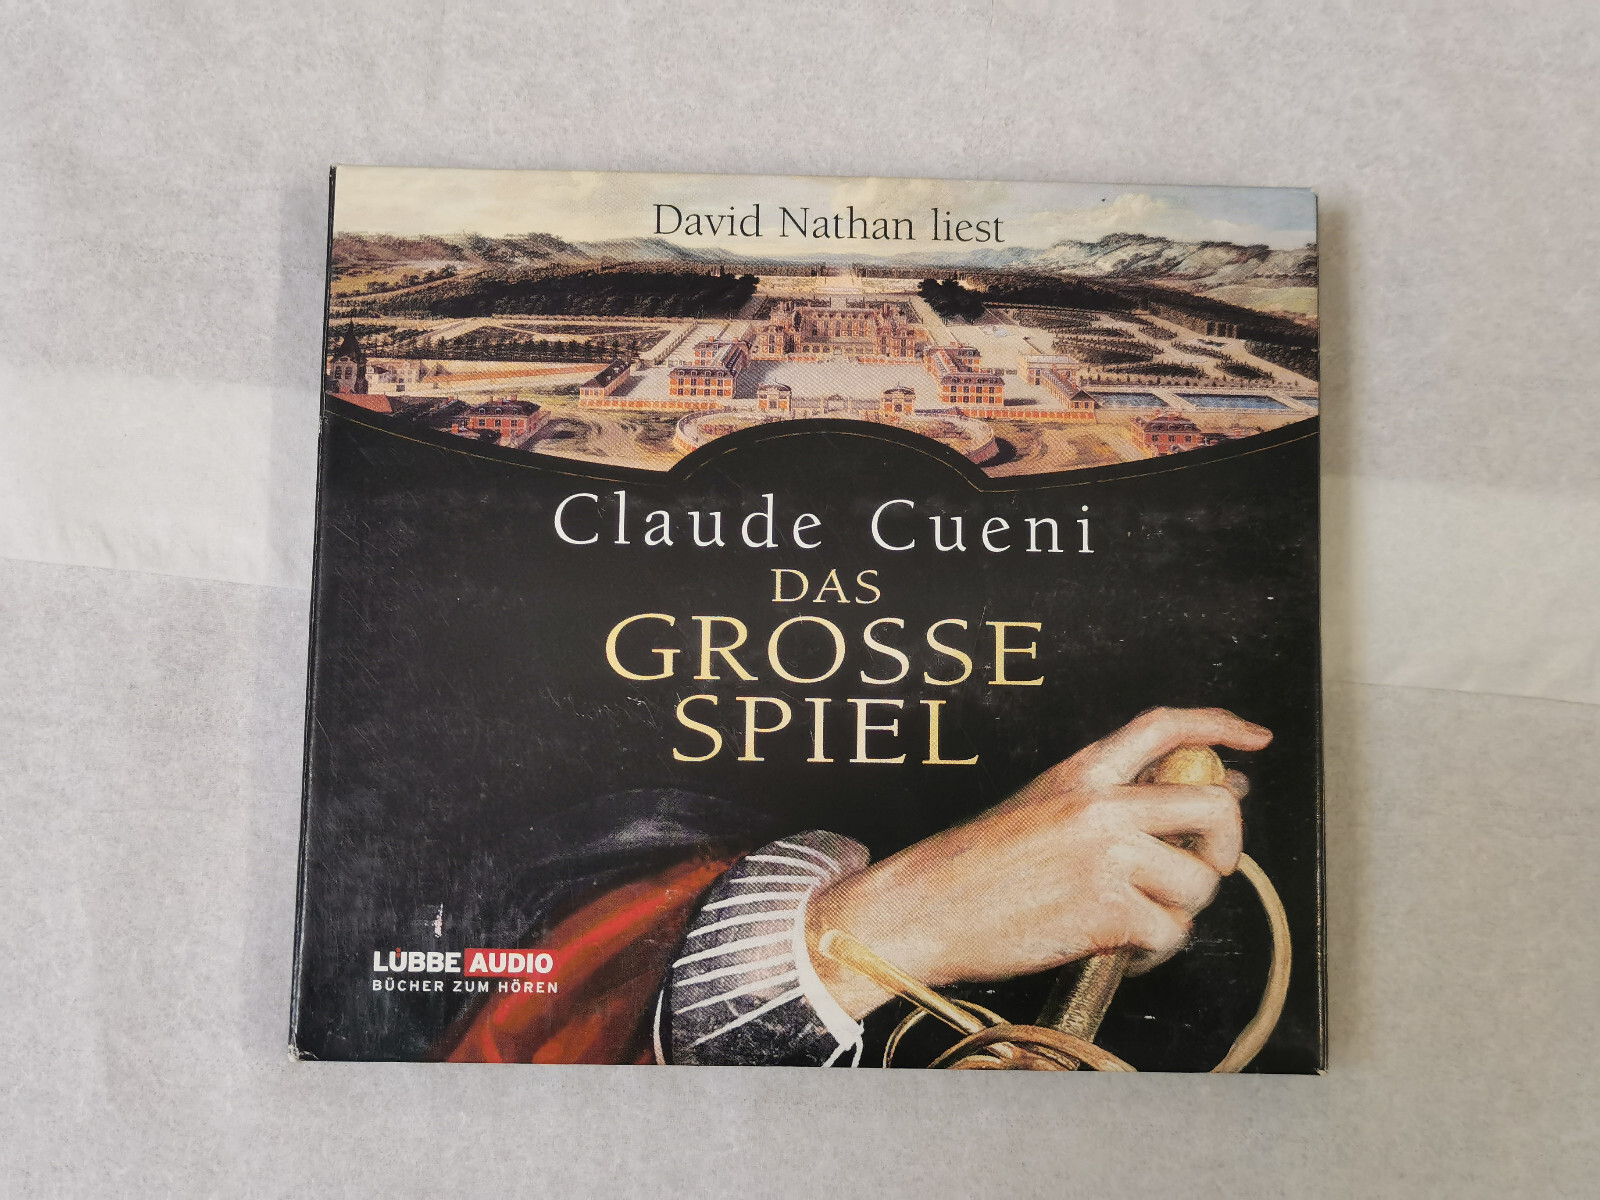 David Nathan liest
Claude Cueni
DAS
GROSSE
SPIEL
LÜBBE AUDIO
BÜCHER ZUM HÖREN